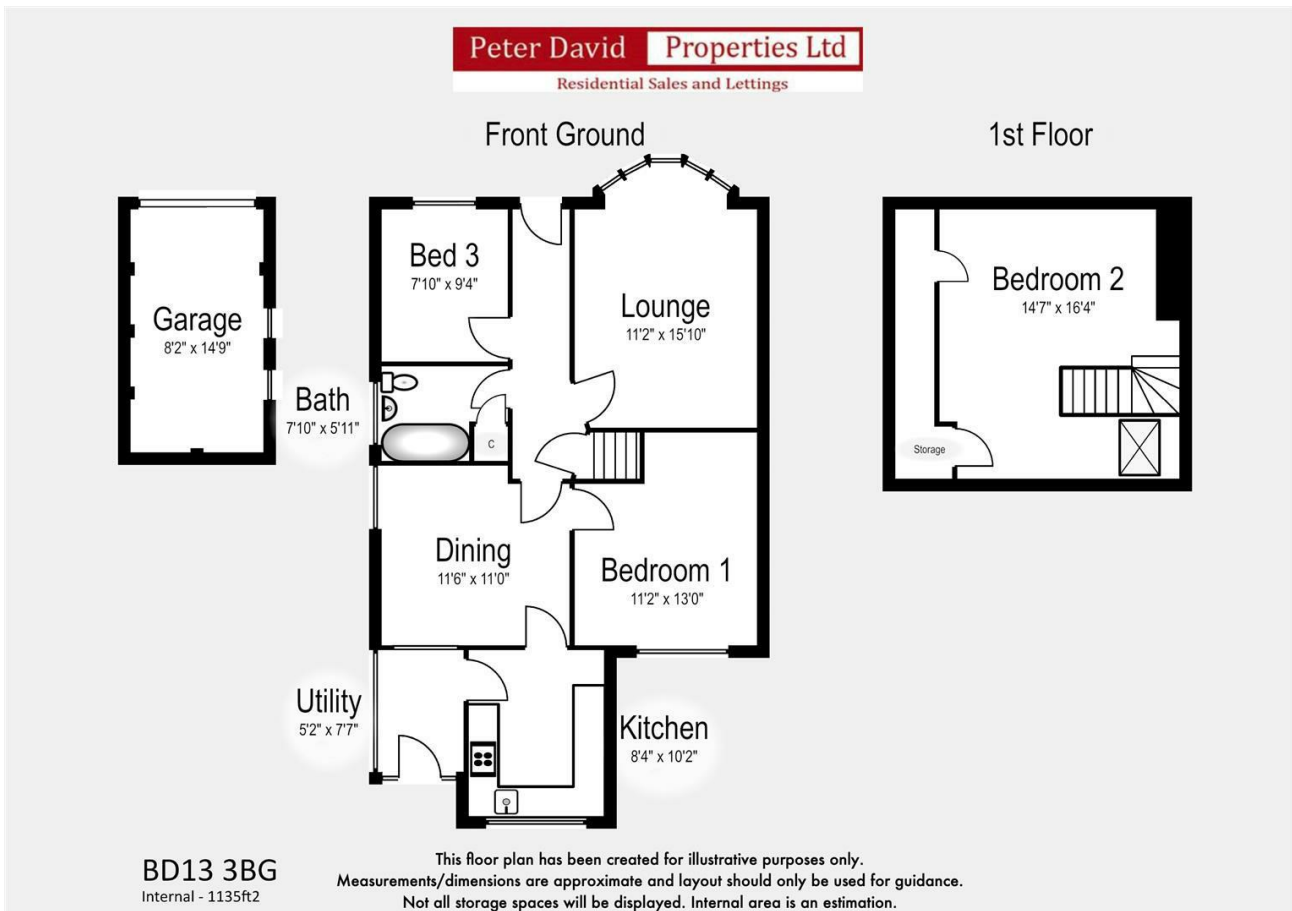 Peter David Properties Ltd
Residential Sales and Lettings
Front Ground
1st Floor
Bed 3
7'10" x 9'4"
Lounge
11'2" x 15'10"
Garage
8'2" x 14'9"
Bath
7'10" x 5'11"
C
Bedroom 2
14'7" x 16'4"
Storage
Dining
11'6" x 11'0"
Bedroom 1
11'2" x 13'0"
Utility
5'2" x 7'7"
Kitchen
8'4" x 10'2"
BD13 3BG
Internal - 1135ft2
This floor plan has been created for illustrative purposes only.
Measurements/dimensions are approximate and layout should only be used for guidance.
Not all storage spaces will be displayed. Internal area is an estimation.